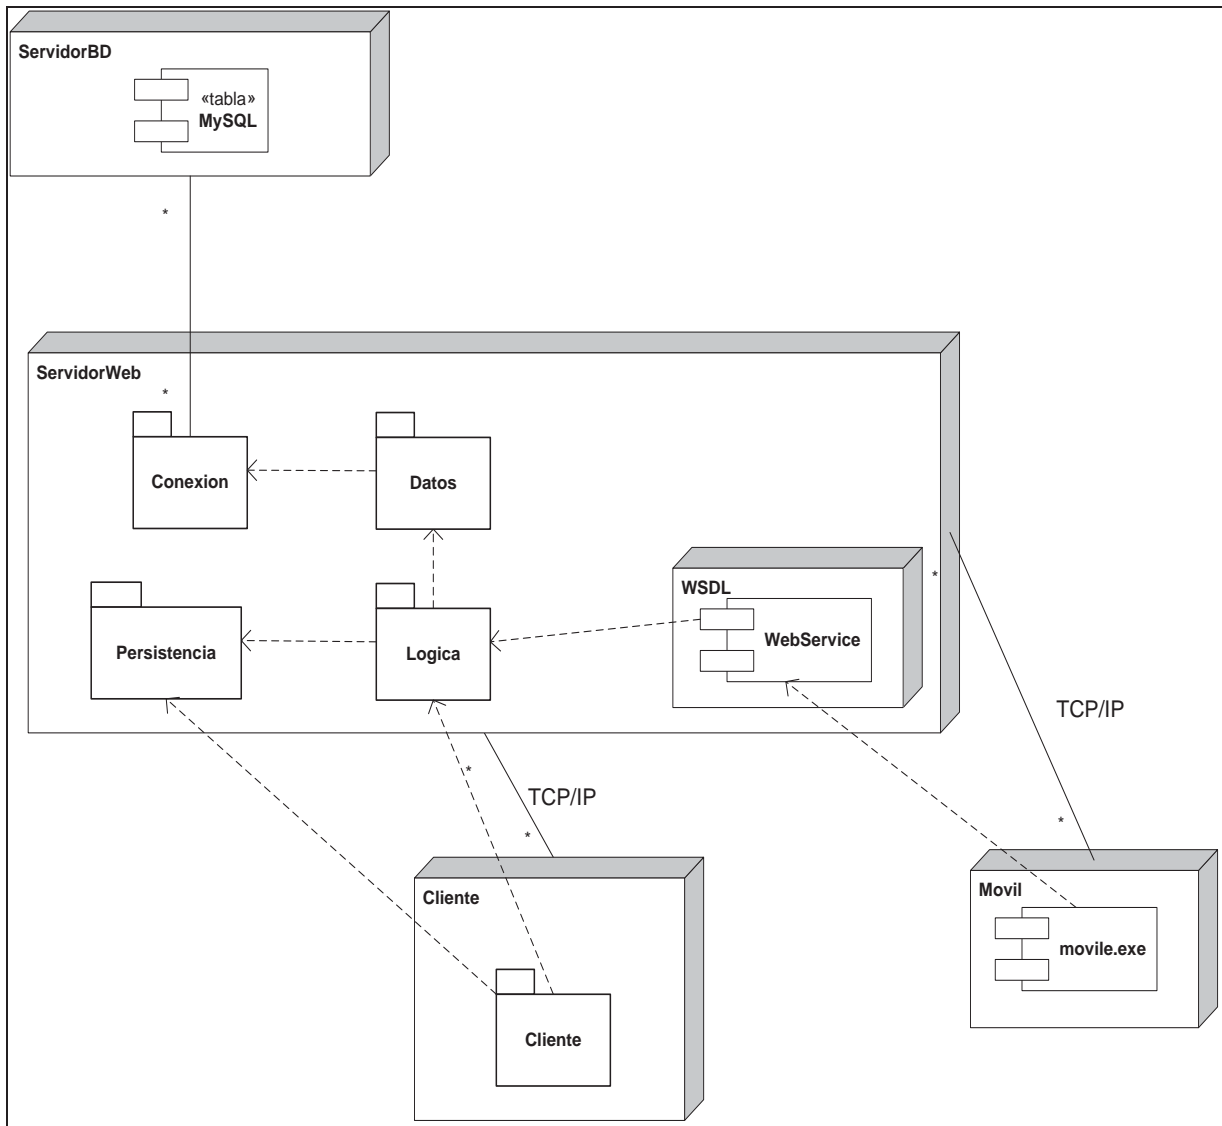 ServidorBD
«tabla»
MySQL
*
ServidorWeb
*
Conexion
Datos
WSDL
*
WebService
Persistencia
Logica
TCP/IP
*
TCP/IP
*
*
Cliente
Movil
movile.exe
Cliente